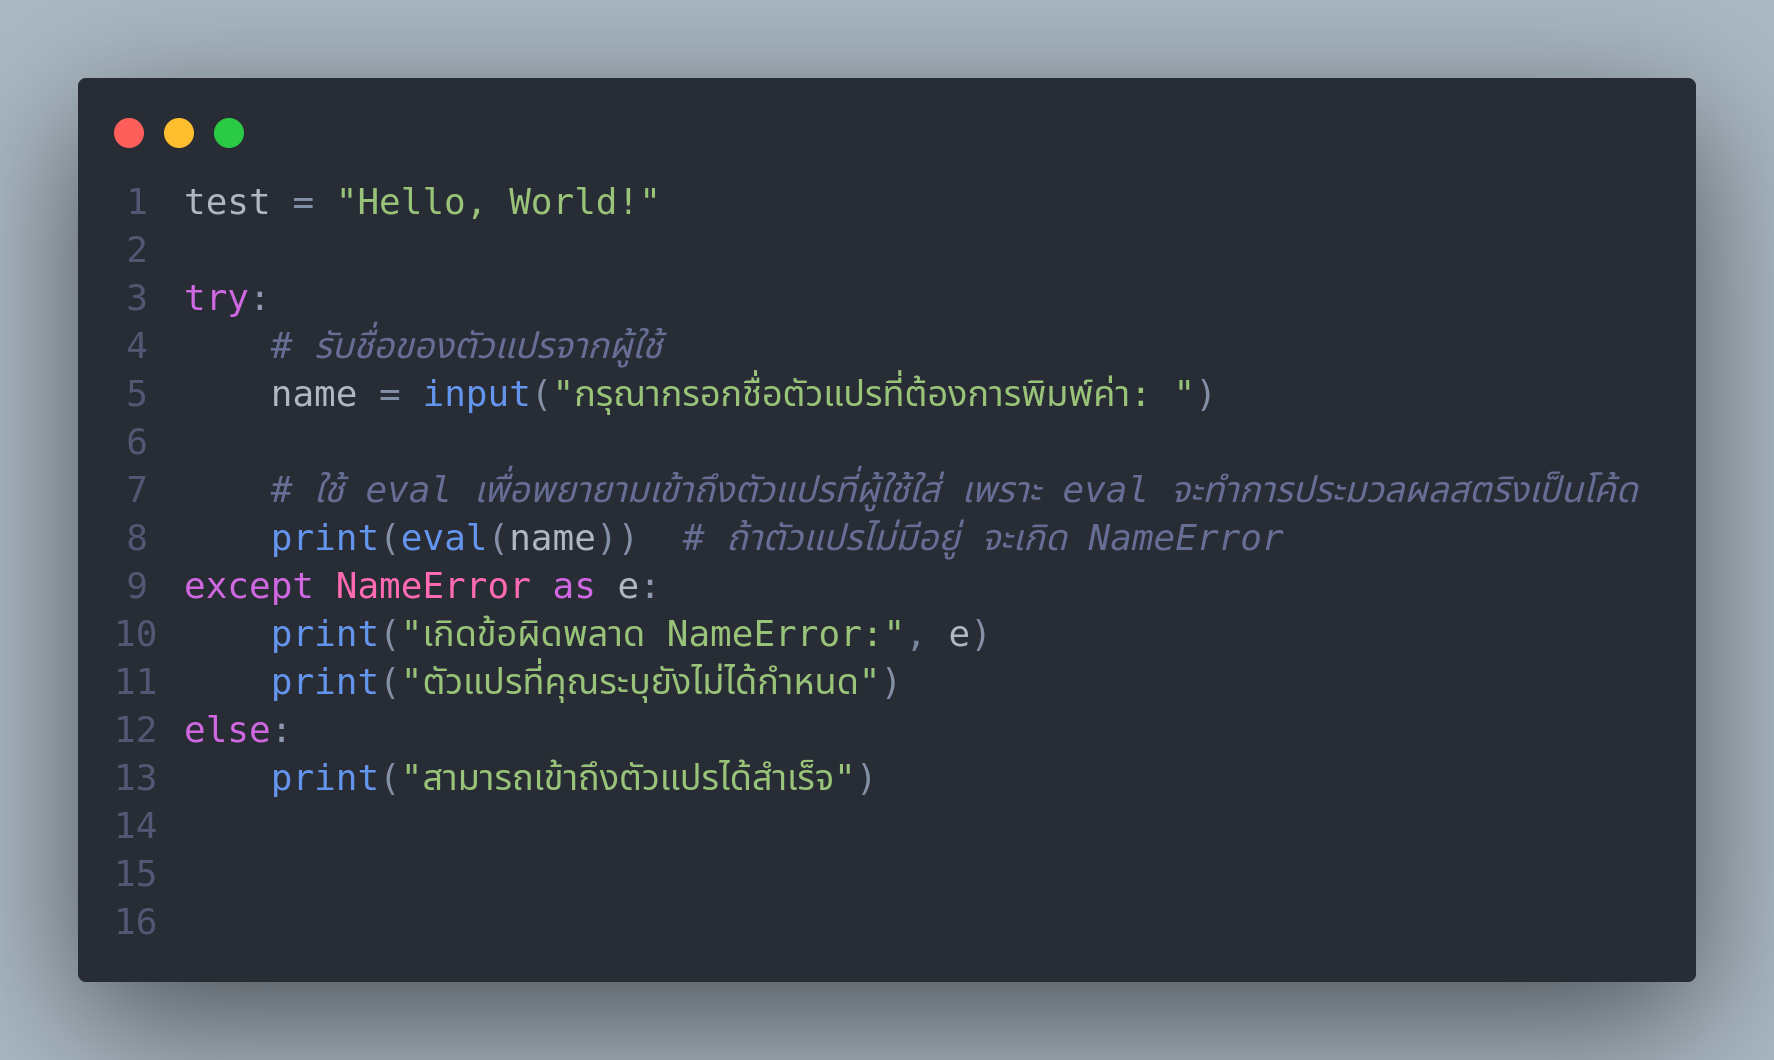 1 test = "Hello, World!"
2
3 try:
4     # รับชื่อของตัวแปรจากผู้ใช้
5     name = input("กรุณากรอกชื่อตัวแปรที่ต้องการพิมพ์ค่า: ")
6
7     # ใช้ eval เพื่อพยายามเข้าถึงตัวแปรที่ผู้ใช้ใส่ เพราะ eval จะทำการประมวลผลสตริงเป็นโค้ด
8     print(eval(name))  # ถ้าตัวแปรไม่มีอยู่ จะเกิด NameError
9 except NameError as e:
10     print("เกิดข้อผิดพลาด NameError:", e)
11     print("ตัวแปรที่คุณระบุยังไม่ได้กำหนด")
12 else:
13     print("สามารถเข้าถึงตัวแปรได้สำเร็จ")
14
15
16